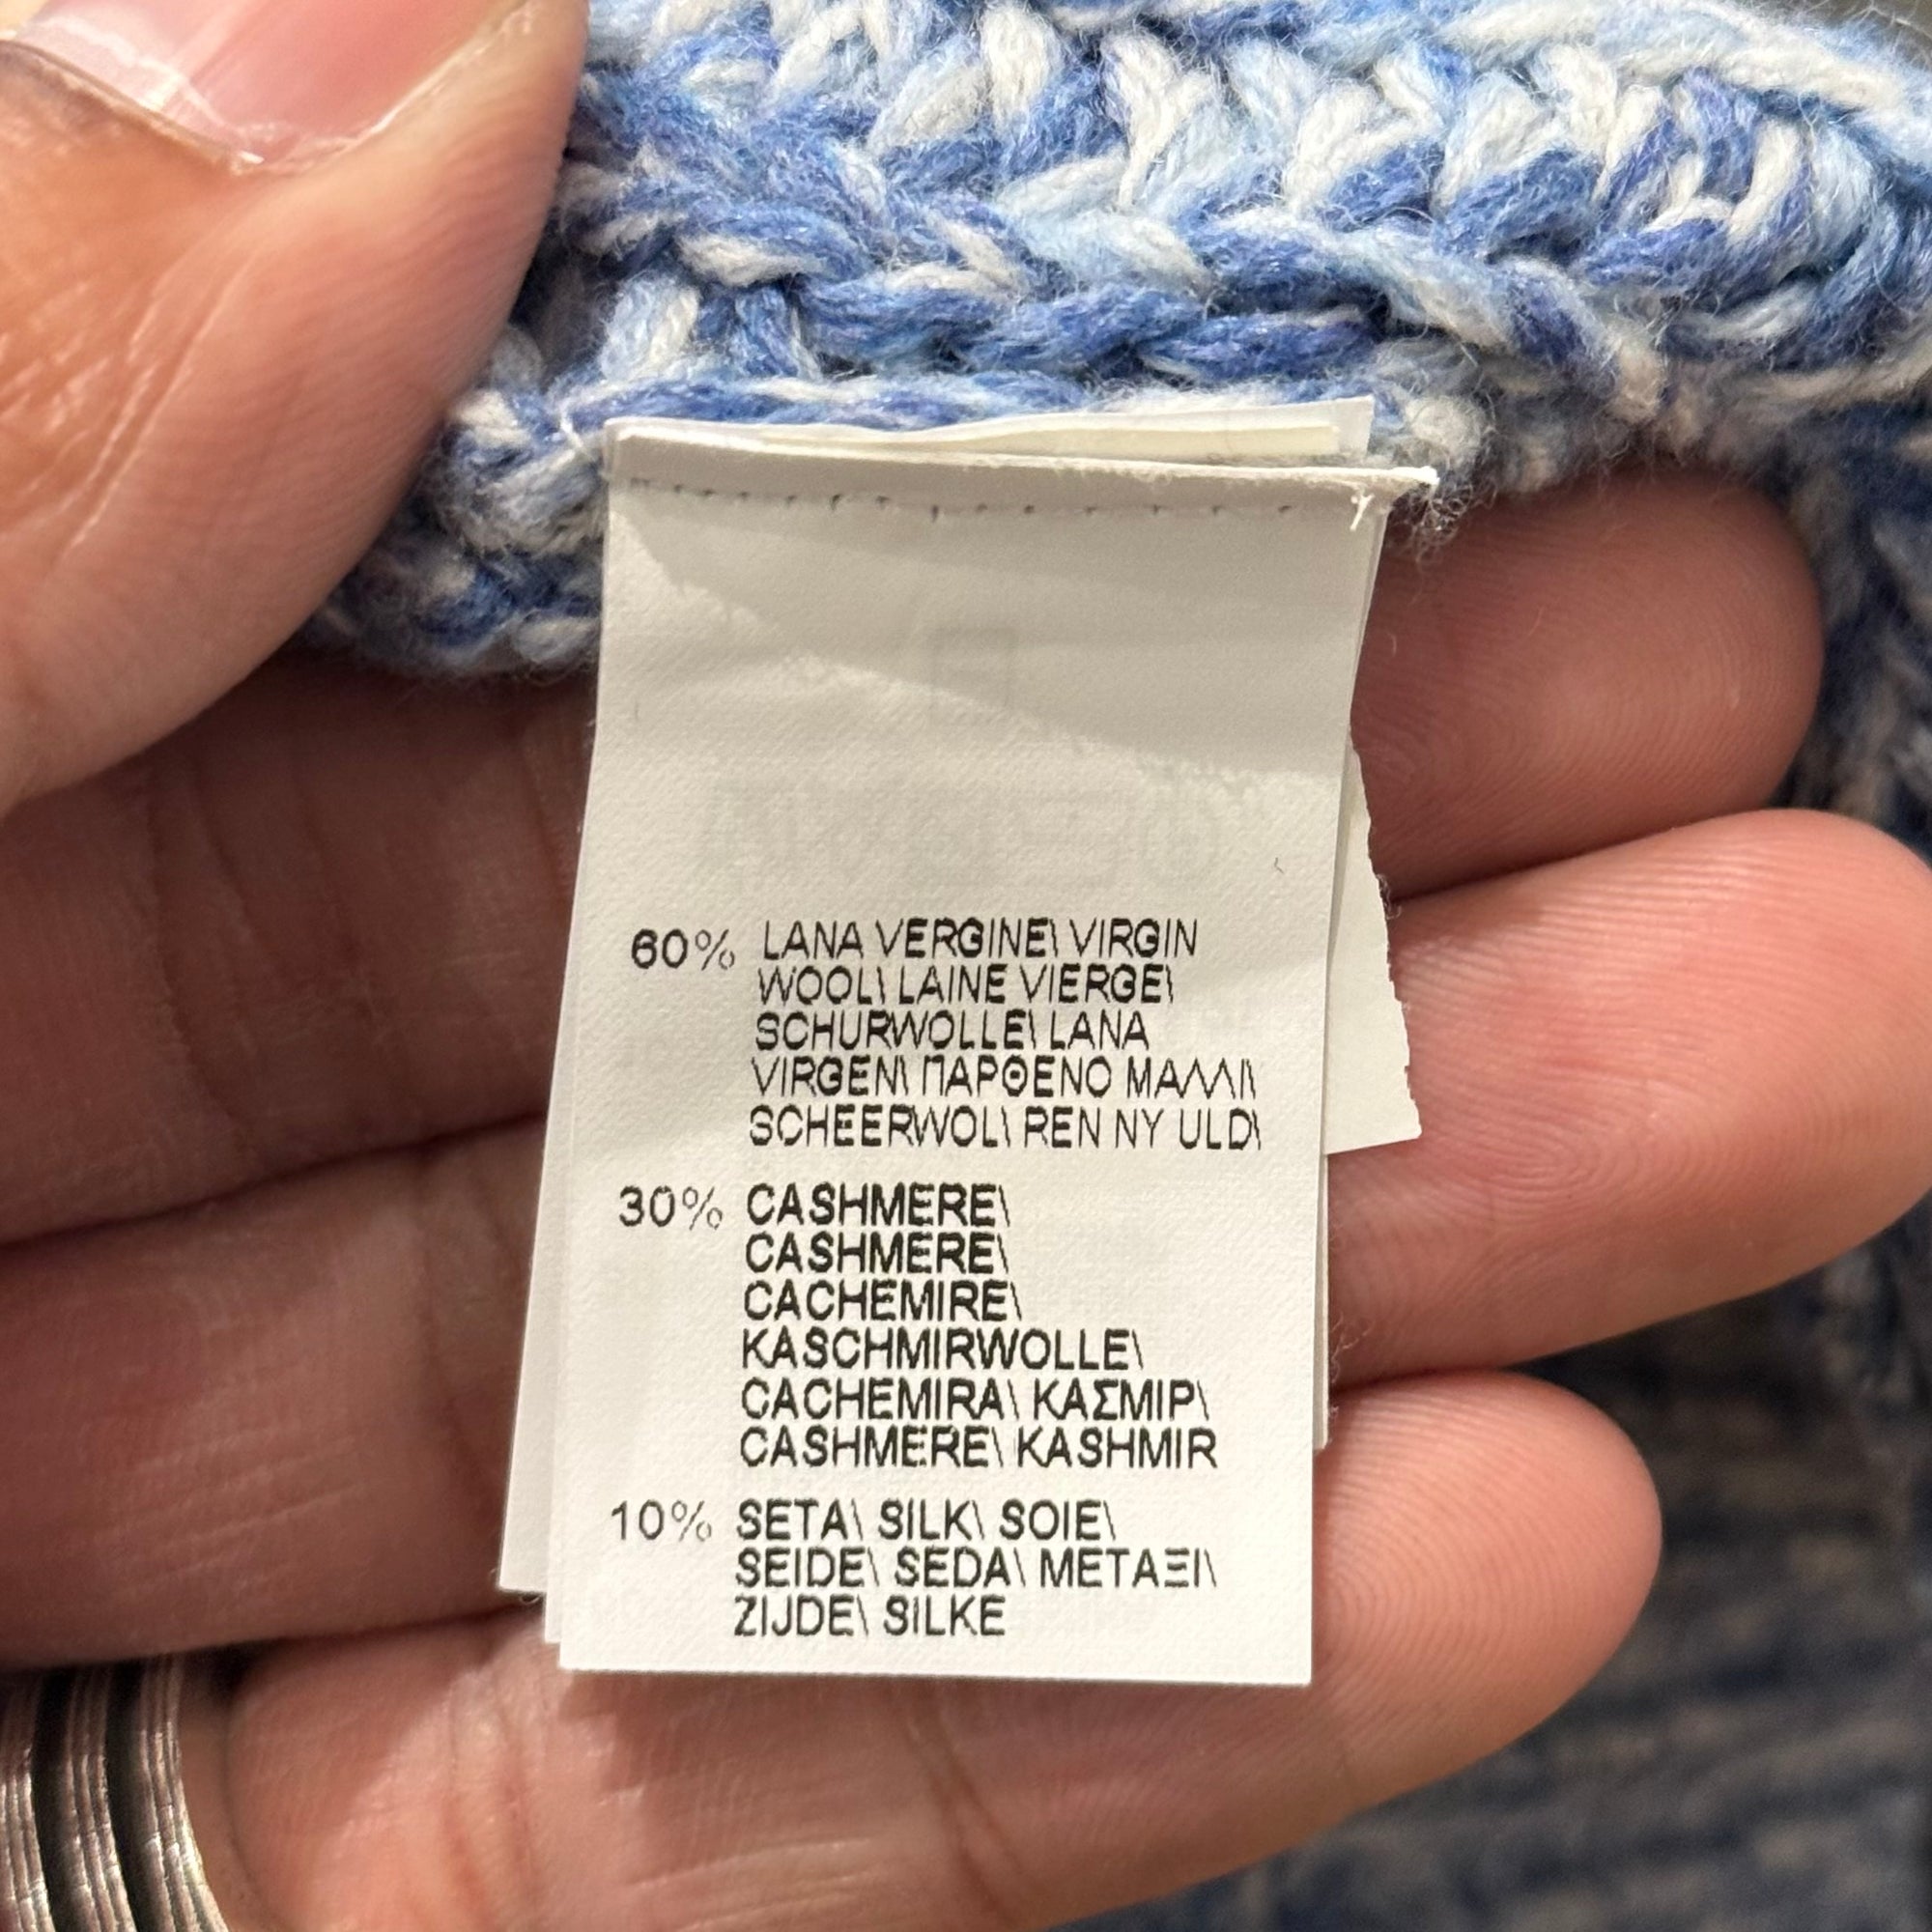 60% LANA VERGINE\ VIRGIN
WOOL\ LAINE VIERGE\
SCHURWOLLE\ LANA
VIRGEN\ ΠΑΡΘΕΝΟ ΜΑΛΛΙ\
SCHEERWOL\ REN NY ULD\
30% CASHMERE\
CASHMERE\
CACHEMIRE\
KASCHMIRWOLLE\
CACHEMIRA\ ΚΑΣΜΙΡ\
CASHMERE\ KASHMIR
10% SETA\ SILK\ SOIE\
SEIDE\ SEDA\ ΜΕΤΑΞΙ\
ZIJDE\ SILKE